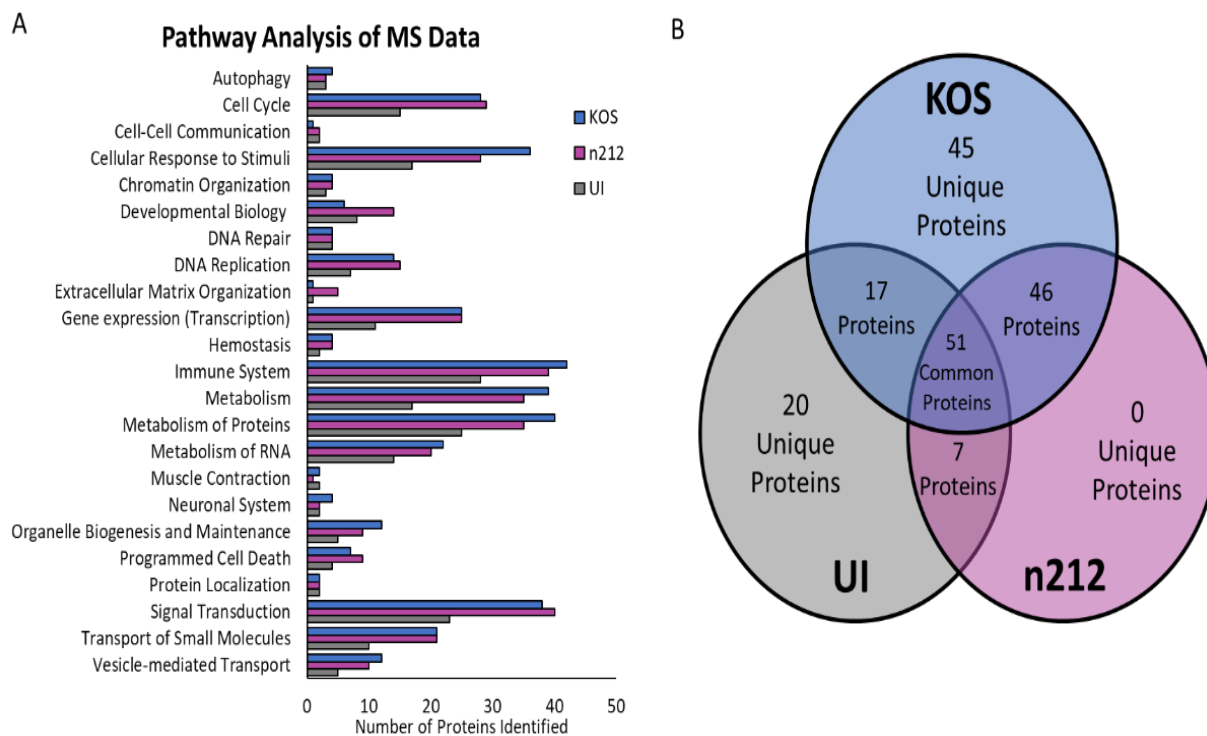 A
Pathway Analysis of MS Data
Autophagy
Cell Cycle
Cell-Cell Communication
Cellular Response to Stimuli
Chromatin Organization
Developmental Biology
DNA Repair
DNA Replication
Extracellular Matrix Organization
Gene expression (Transcription)
Hemostasis
Immune System
Metabolism
Metabolism of Proteins
Metabolism of RNA
Muscle Contraction
Neuronal System
Organelle Biogenesis and Maintenance
Programmed Cell Death
Protein Localization
Signal Transduction
Transport of Small Molecules
Vesicle-mediated Transport
KOS
n212
UI
0 10 20 30 40 50
Number of Proteins Identified
B
KOS
45
Unique
Proteins
17
Proteins
46
Proteins
51
Common
Proteins
20
Unique
Proteins
7
Proteins
0
Unique
Proteins
UI
n212